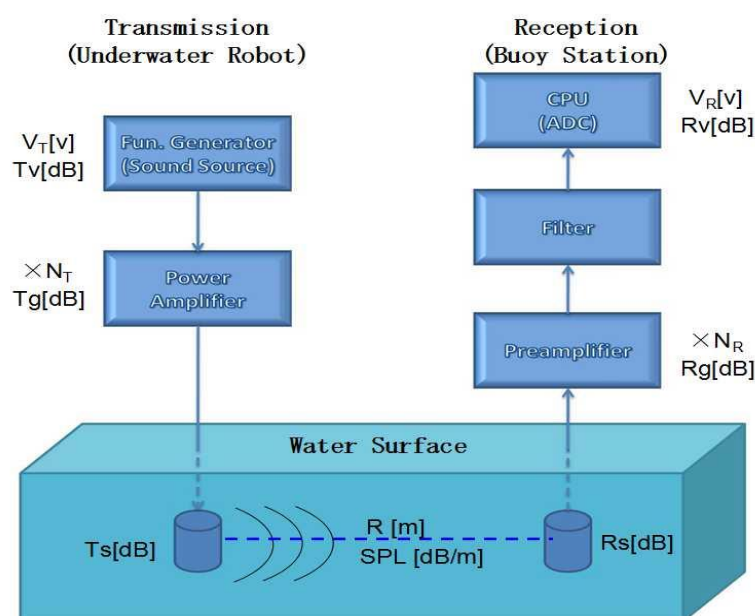 Transmission
(Underwater Robot)
V_T[v]
Tv[dB]
Fun. Generator
(Sound Source)
×N_T
Tg[dB]
Power
Amplifier
Reception
(Buoy Station)
CPU
(ADC)
V_R[v]
Rv[dB]
Filter
Preamplifier
×N_R
Rg[dB]
Water Surface
Ts[dB]
R [m]
SPL [dB/m]
Rs[dB]